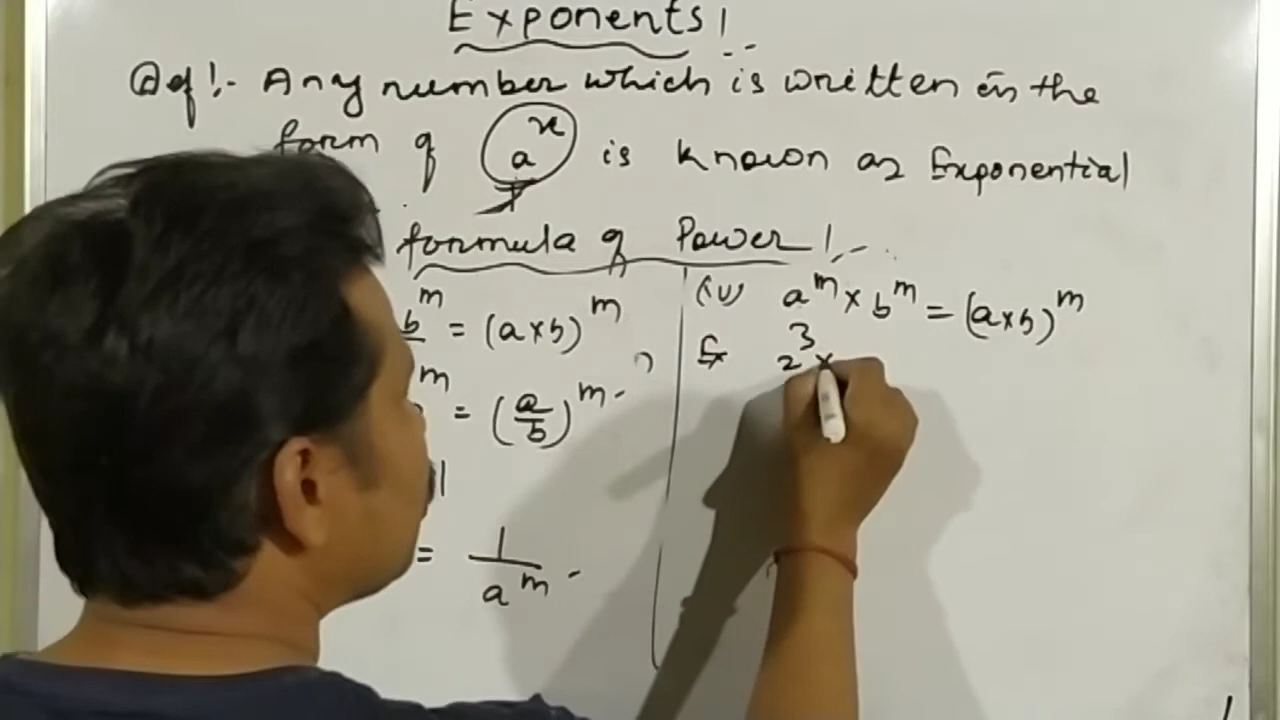 Exponents!
Def!:- Any number which is written in the
form of a^x is known as Exponential
formula of Power!
b^m = (a×b)^m
^m = (a/b)^m
= 1/a^m
(v) a^m × b^m = (a×b)^m
Ex 2^3 ×